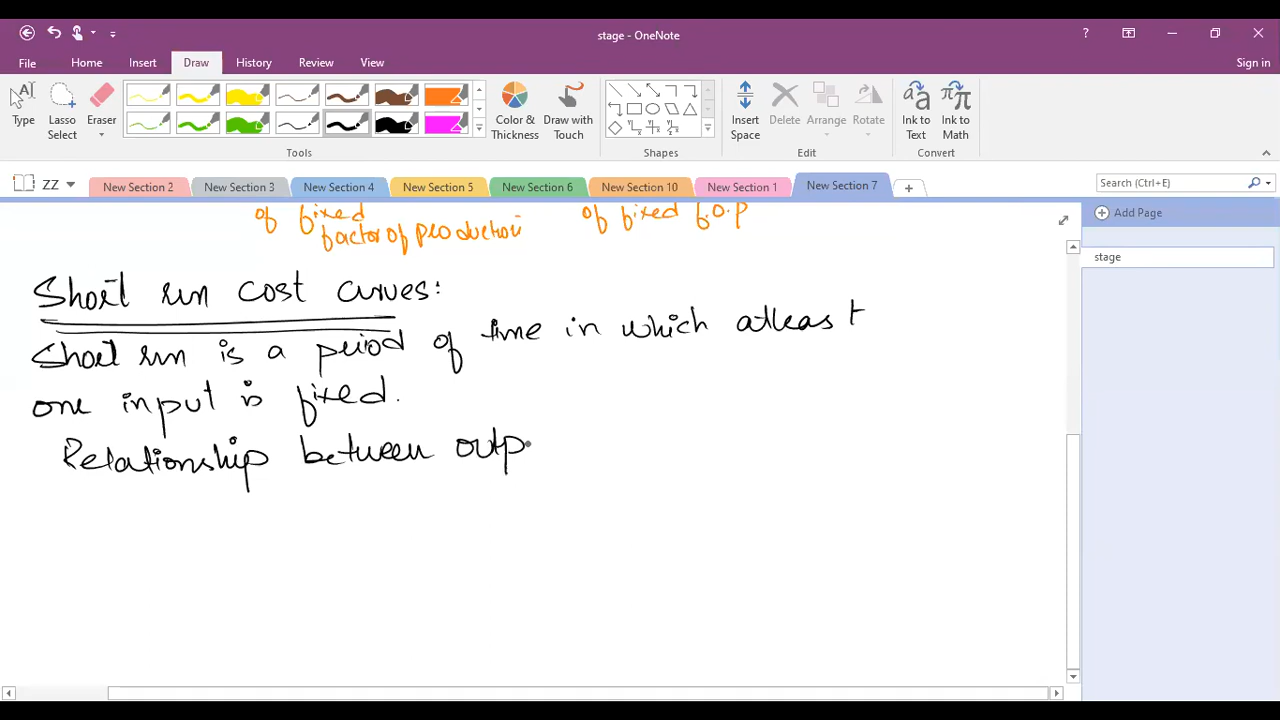 stage - OneNote
File Home Insert Draw History Review View
Sign in
Type
Lasso Select
Eraser
Color & Thickness
Draw with Touch
Insert Space
Delete
Arrange
Rotate
Ink to Text
Ink to Math
Tools
Shapes
Edit
Convert
ZZ
New Section 2
New Section 3
New Section 4
New Section 5
New Section 6
New Section 10
New Section 1
New Section 7
Search (Ctrl+E)
Add Page
stage
of fixed
factor of production
of fixed f.o.p
Short run cost curves:
Short run is a period of time in which atleast
one input is fixed.
Relationship between outp